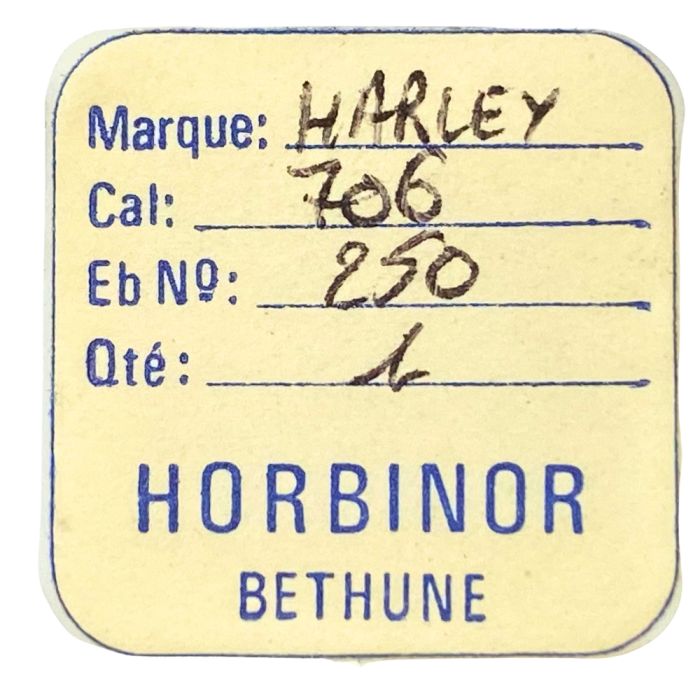 Marque: HARLEY
Cal: 706
Eb Nº: 250
Qté: 1
HORBINOR
BETHUNE